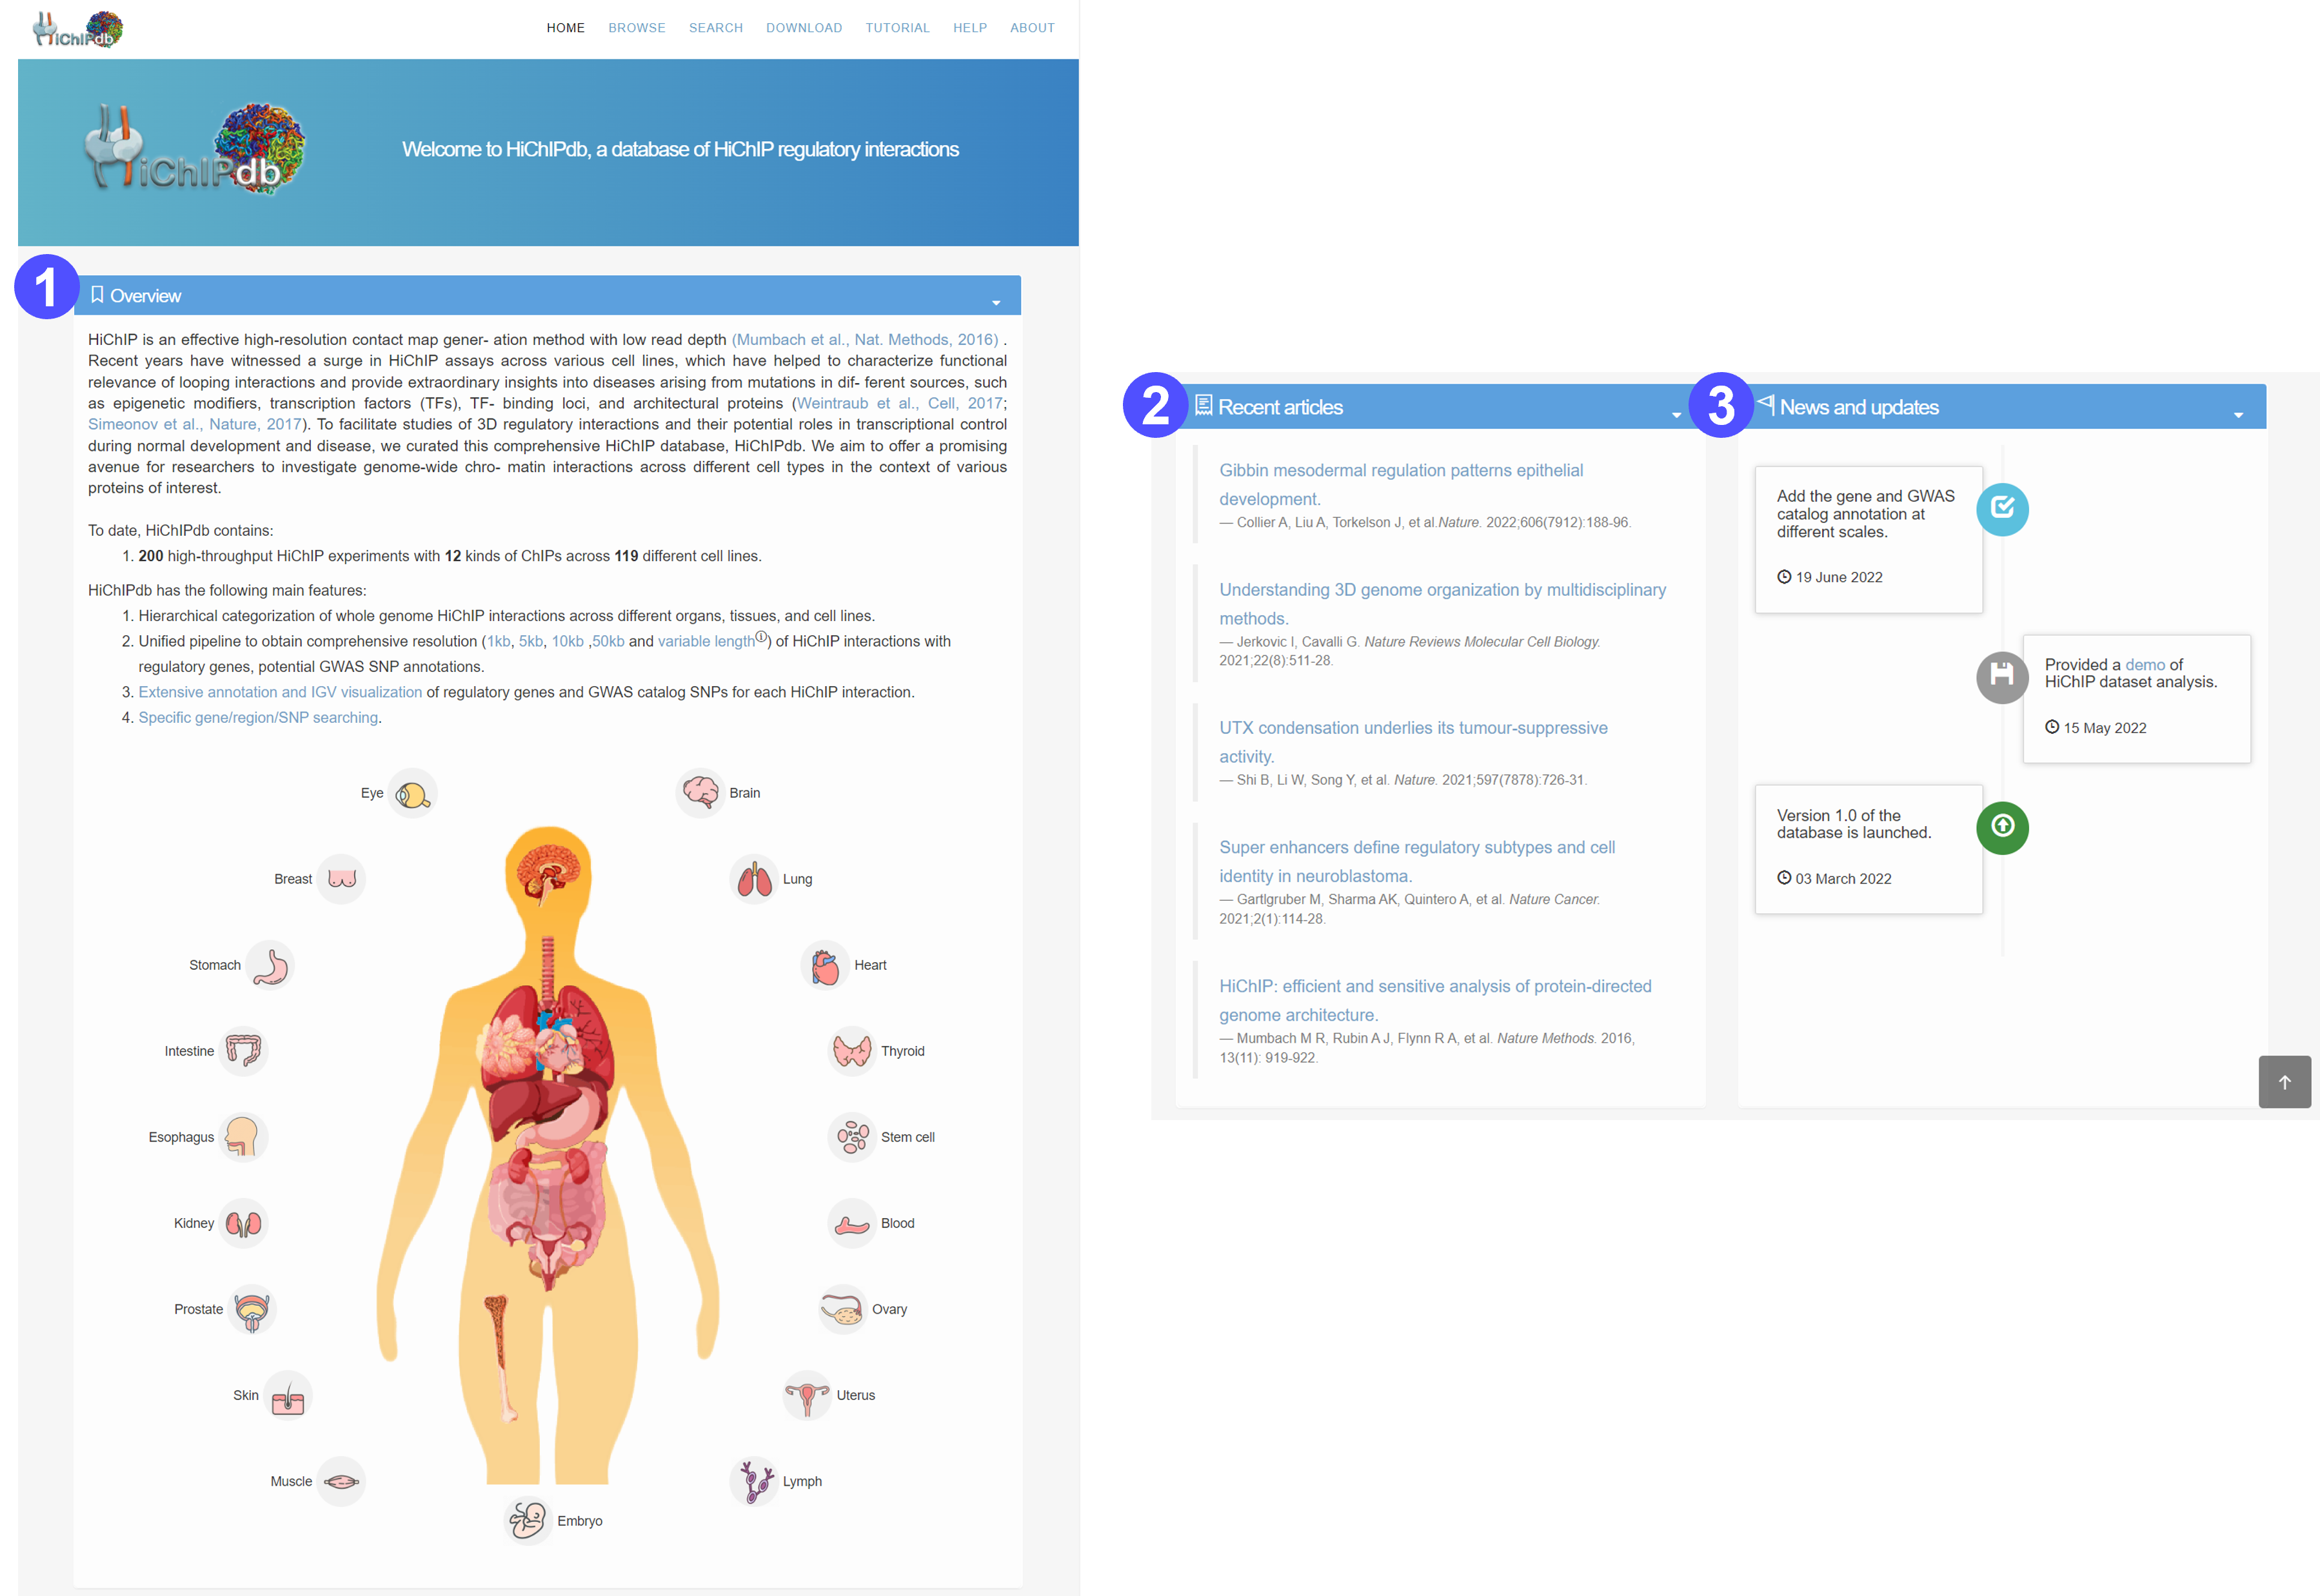 iChIPdb
HOME BROWSE SEARCH DOWNLOAD TUTORIAL HELP ABOUT
iChIPdb
Welcome to HiChIPdb, a database of HiChIP regulatory interactions
1
Overview
HiChIP is an effective high-resolution contact map gener- ation method with low read depth (Mumbach et al., Nat. Methods, 2016) .
Recent years have witnessed a surge in HiChIP assays across various cell lines, which have helped to characterize functional
relevance of looping interactions and provide extraordinary insights into diseases arising from mutations in dif- ferent sources, such
as epigenetic modifiers, transcription factors (TFs), TF- binding loci, and architectural proteins (Weintraub et al., Cell, 2017;
Simeonov et al., Nature, 2017). To facilitate studies of 3D regulatory interactions and their potential roles in transcriptional control
during normal development and disease, we curated this comprehensive HiChIP database, HiChIPdb. We aim to offer a promising
avenue for researchers to investigate genome-wide chro- matin interactions across different cell types in the context of various
proteins of interest.
To date, HiChIPdb contains:
1. 200 high-throughput HiChIP experiments with 12 kinds of ChIPs across 119 different cell lines.
HiChIPdb has the following main features:
1. Hierarchical categorization of whole genome HiChIP interactions across different organs, tissues, and cell lines.
2. Unified pipeline to obtain comprehensive resolution (1kb, 5kb, 10kb ,50kb and variable lengthⓘ) of HiChIP interactions with
regulatory genes, potential GWAS SNP annotations.
3. Extensive annotation and IGV visualization of regulatory genes and GWAS catalog SNPs for each HiChIP interaction.
4. Specific gene/region/SNP searching.
Eye
Brain
Breast
Lung
Stomach
Heart
Intestine
Thyroid
Esophagus
Stem cell
Kidney
Blood
Prostate
Ovary
Skin
Uterus
Muscle
Lymph
Embryo
2
Recent articles
Gibbin mesodermal regulation patterns epithelial
development.
— Collier A, Liu A, Torkelson J, et al.Nature. 2022;606(7912):188-96.
Understanding 3D genome organization by multidisciplinary
methods.
— Jerkovic I, Cavalli G. Nature Reviews Molecular Cell Biology.
2021;22(8):511-28.
UTX condensation underlies its tumour-suppressive
activity.
— Shi B, Li W, Song Y, et al. Nature. 2021;597(7878):726-31.
Super enhancers define regulatory subtypes and cell
identity in neuroblastoma.
— Gartlgruber M, Sharma AK, Quintero A, et al. Nature Cancer.
2021;2(1):114-28.
HiChIP: efficient and sensitive analysis of protein-directed
genome architecture.
— Mumbach M R, Rubin A J, Flynn R A, et al. Nature Methods. 2016,
13(11): 919-922.
3
News and updates
Add the gene and GWAS
catalog annotation at
different scales.
19 June 2022
Provided a demo of
HiChIP dataset analysis.
15 May 2022
Version 1.0 of the
database is launched.
03 March 2022